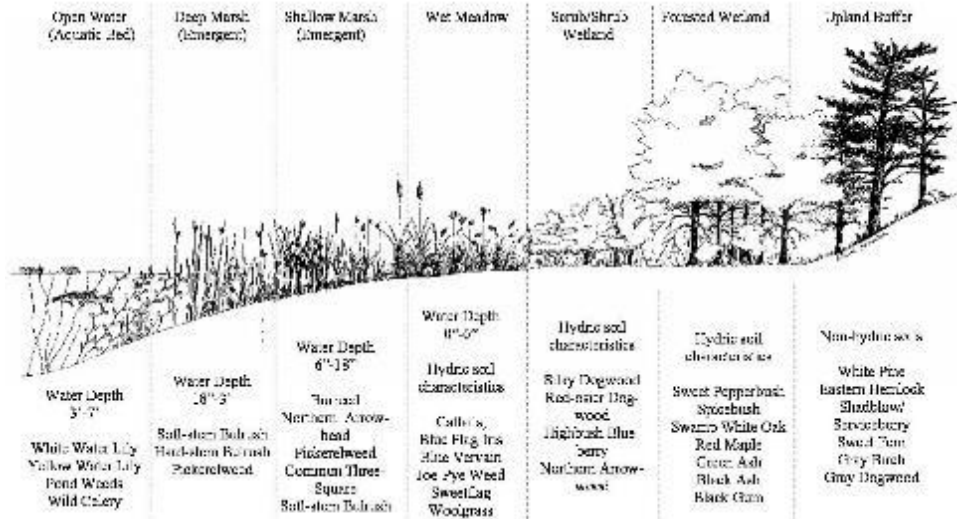 Open Water
(Aquatic Bed)
Deep Marsh
(Emergent)
Shallow Marsh
(Emergent)
Wet Meadow
Scrub/Shrub
Wetland
Forested Wetland
Upland Buffer
Water Depth
3'-7'
White Water Lily
Yellow Water Lily
Pond Weeds
Wild Celery
Water Depth
18"-3'
Soft-stem Bulrush
Hard-stem Bulrush
Pickerelweed
Water Depth
6"-18"
Burreed
Northern Arrow-
head
Pickerelweed
Common Three-
Square
Soft-stem Bulrush
Water Depth
0"-6"
Hydric soil
characteristics
Cattails,
Blue Flag Iris
Blue Vervain
Joe Pye Weed
Sweetflag
Woolgrass
Hydric soil
characteristics
Silky Dogwood
Red-osier Dog-
wood
Highbush Blue
berry
Northern Arrow-
wood
Hydric soil
characteristics
Sweet Pepperbush
Spicebush
Swamp White Oak
Red Maple
Green Ash
Black Ash
Black Gum
Non-hydric soils
White Pine
Eastern Hemlock
Shadblow/
Serviceberry
Sweet Fern
Gray Birch
Gray Dogwood